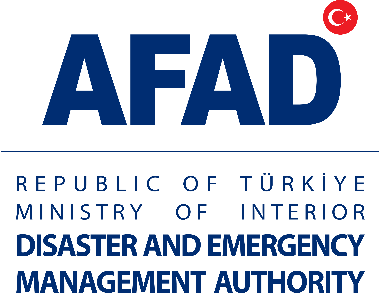 AFAD
REPUBLIC OF TÜRKİYE
MINISTRY OF INTERIOR
DISASTER AND EMERGENCY
MANAGEMENT AUTHORITY